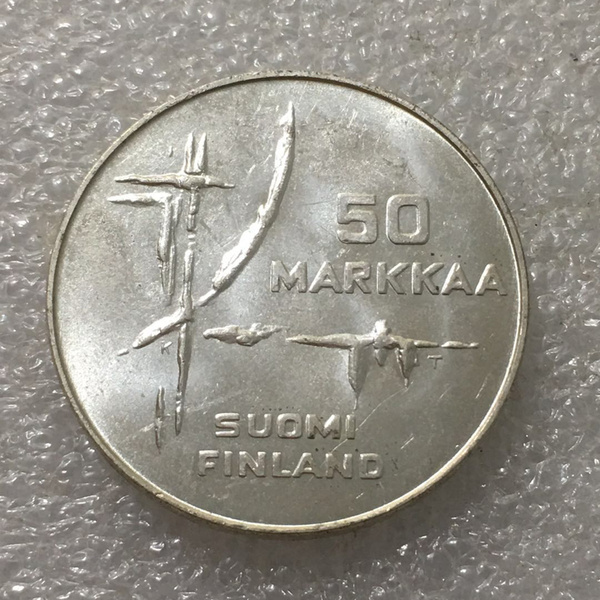 50
MARKKAA
K T
SUOMI
FINLAND